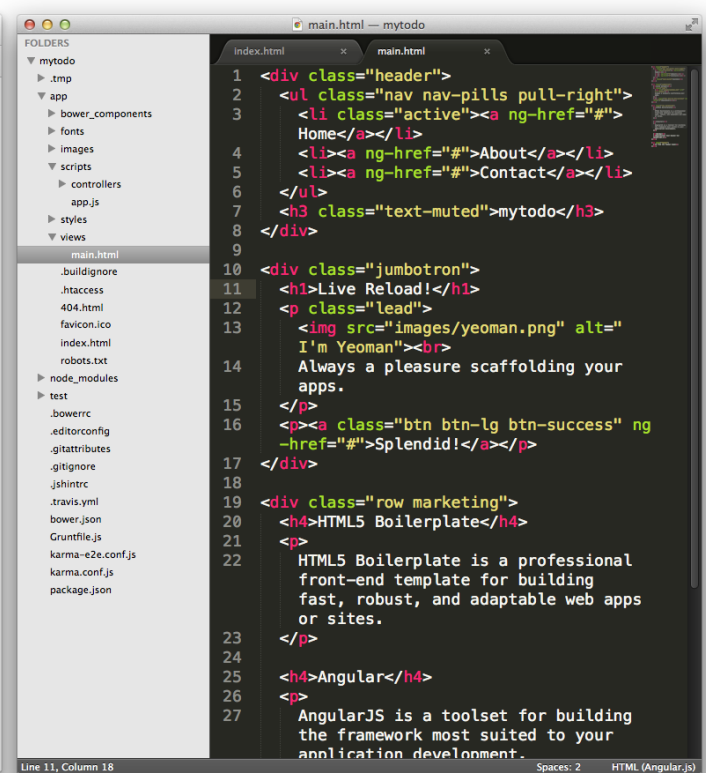 main.html — mytodo
FOLDERS
mytodo
.tmp
app
bower_components
fonts
images
scripts
controllers
app.js
styles
views
main.html
.buildignore
.htaccess
404.html
favicon.ico
index.html
robots.txt
node_modules
test
.bowerrc
.editorconfig
.gitattributes
.gitignore
.jshintrc
.travis.yml
bower.json
Gruntfile.js
karma-e2e.conf.js
karma.conf.js
package.json
index.html × main.html ×
1 <div class="header">
2 <ul class="nav nav-pills pull-right">
3 <li class="active"><a ng-href="#">
Home</a></li>
4 <li><a ng-href="#">About</a></li>
5 <li><a ng-href="#">Contact</a></li>
6 </ul>
7 <h3 class="text-muted">mytodo</h3>
8 </div>
9
10 <div class="jumbotron">
11 <h1>Live Reload!</h1>
12 <p class="lead">
13 <img src="images/yeoman.png" alt="
I'm Yeoman"><br>
14 Always a pleasure scaffolding your
apps.
15 </p>
16 <p><a class="btn btn-lg btn-success" ng
-href="#">Splendid!</a></p>
17 </div>
18
19 <div class="row marketing">
20 <h4>HTML5 Boilerplate</h4>
21 <p>
22 HTML5 Boilerplate is a professional
front-end template for building
fast, robust, and adaptable web apps
or sites.
23 </p>
24
25 <h4>Angular</h4>
26 <p>
27 AngularJS is a toolset for building
the framework most suited to your
application development.
Line 11, Column 18 Spaces: 2 HTML (Angular.js)